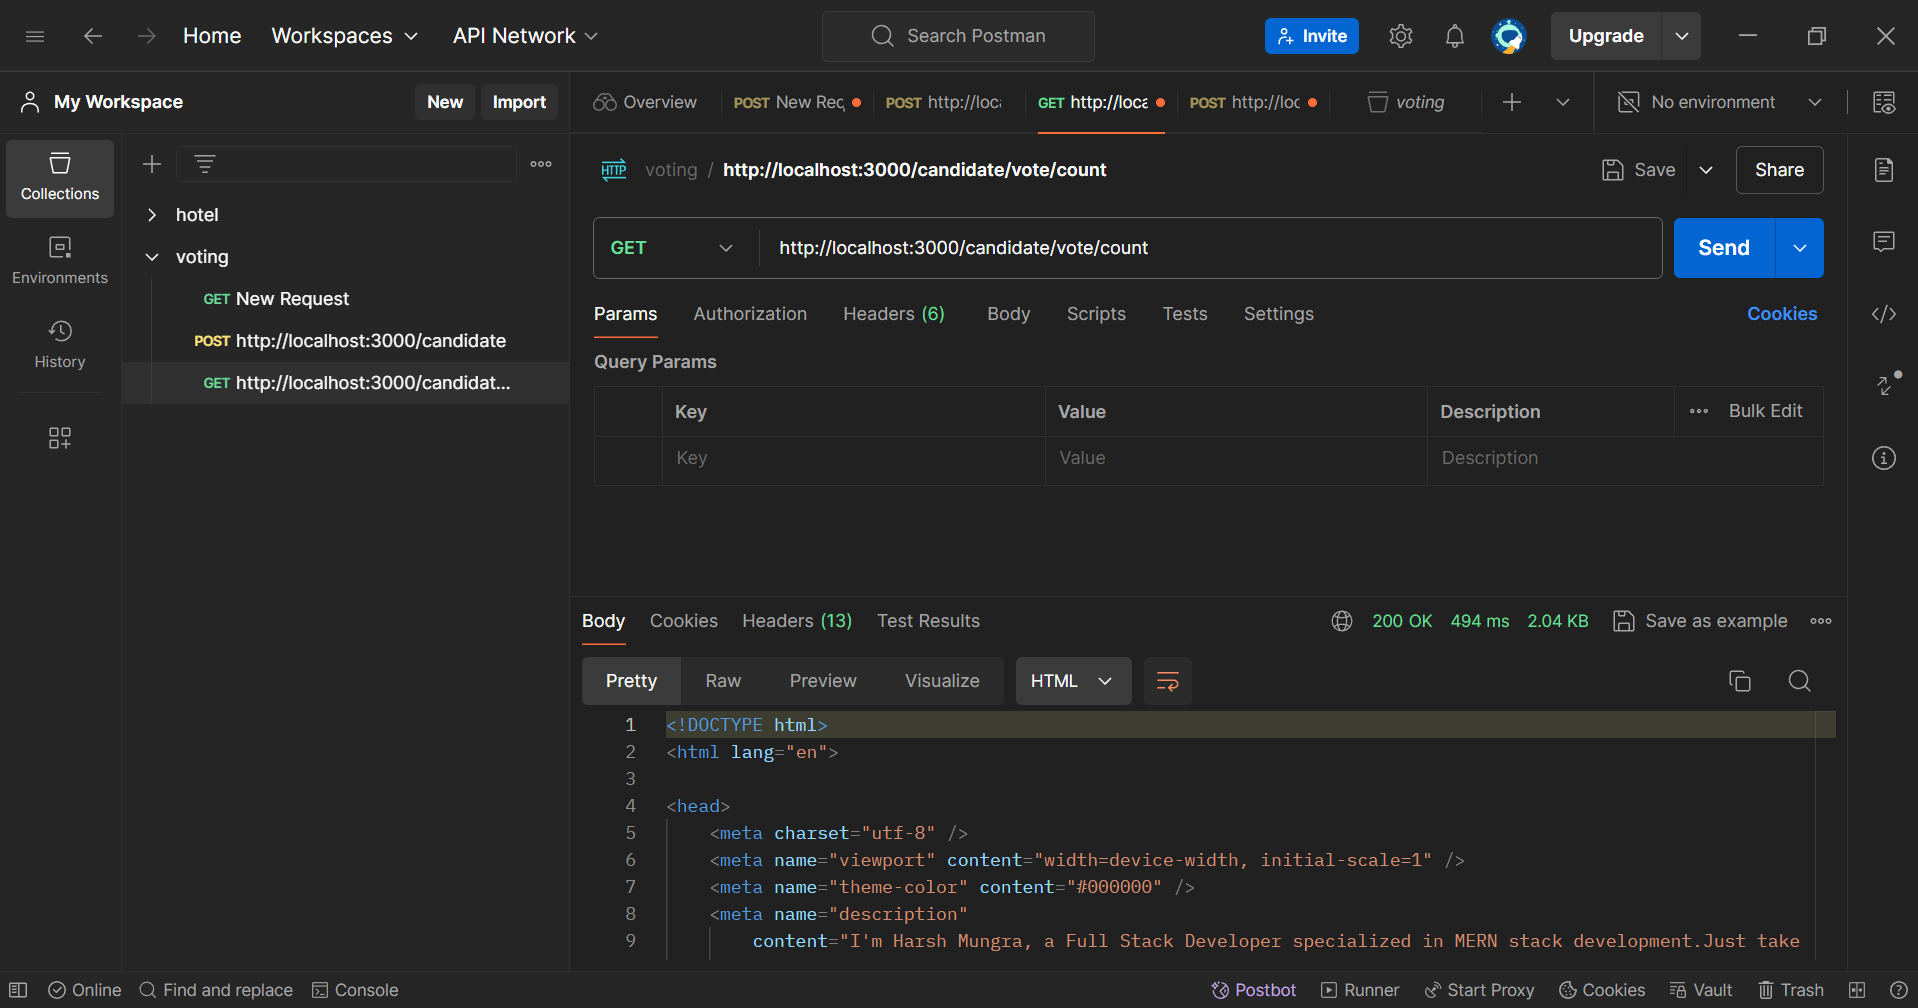 Home Workspaces API Network Search Postman Invite Upgrade
My Workspace New Import Overview POST New Req POST http://loca GET http://loca POST http://loc voting No environment
Collections
Environments
History
hotel
voting
GET New Request
POST http://localhost:3000/candidate
GET http://localhost:3000/candidat...
HTTP voting / http://localhost:3000/candidate/vote/count Save Share
GET http://localhost:3000/candidate/vote/count Send
Params Authorization Headers (6) Body Scripts Tests Settings Cookies
Query Params
Key Value Description Bulk Edit
Key Value Description
Body Cookies Headers (13) Test Results 200 OK 494 ms 2.04 KB Save as example
Pretty Raw Preview Visualize HTML
1 <!DOCTYPE html>
2 <html lang="en">
3
4 <head>
5 <meta charset="utf-8" />
6 <meta name="viewport" content="width=device-width, initial-scale=1" />
7 <meta name="theme-color" content="#000000" />
8 <meta name="description"
9 content="I'm Harsh Mungra, a Full Stack Developer specialized in MERN stack development.Just take
Online Find and replace Console Postbot Runner Start Proxy Cookies Vault Trash